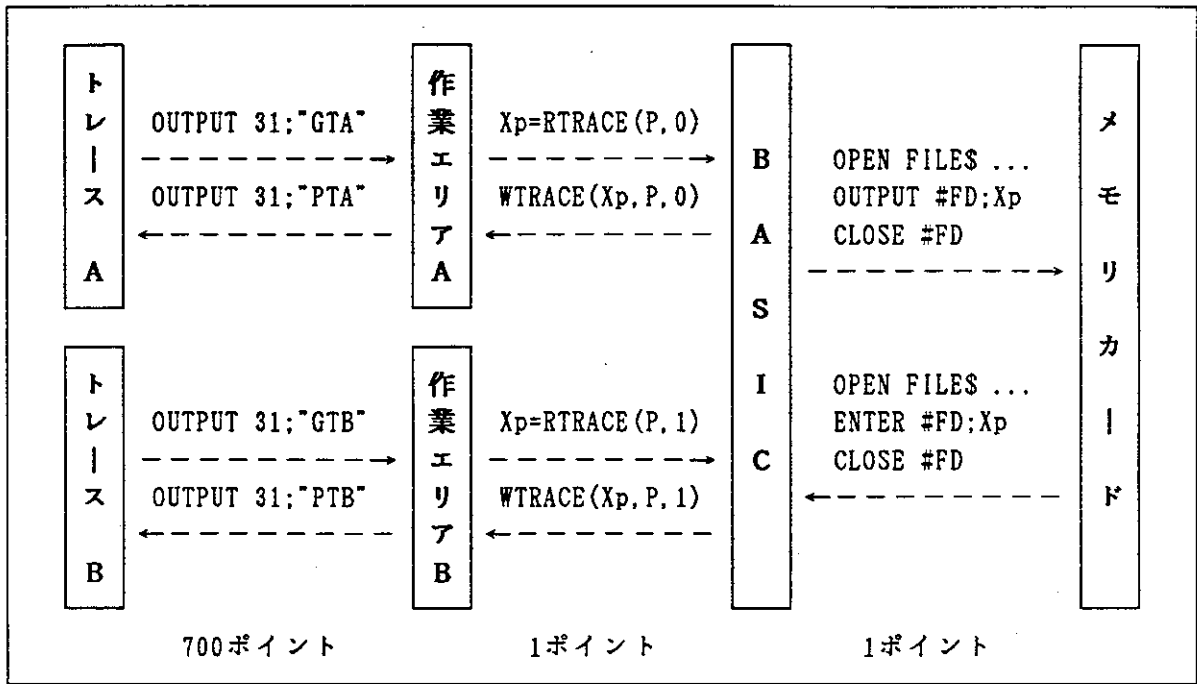 トレース A
OUTPUT 31;"GTA"
OUTPUT 31;"PTA"
作業エリア A
Xp=RTRACE(P,0)
WTRACE(Xp,P,0)
BASIC
OPEN FILE$ ...
OUTPUT #FD;Xp
CLOSE #FD
メモリカード
トレース B
OUTPUT 31;"GTB"
OUTPUT 31;"PTB"
作業エリア B
Xp=RTRACE(P,1)
WTRACE(Xp,P,1)
OPEN FILE$ ...
ENTER #FD;Xp
CLOSE #FD
700ポイント
1ポイント
1ポイント